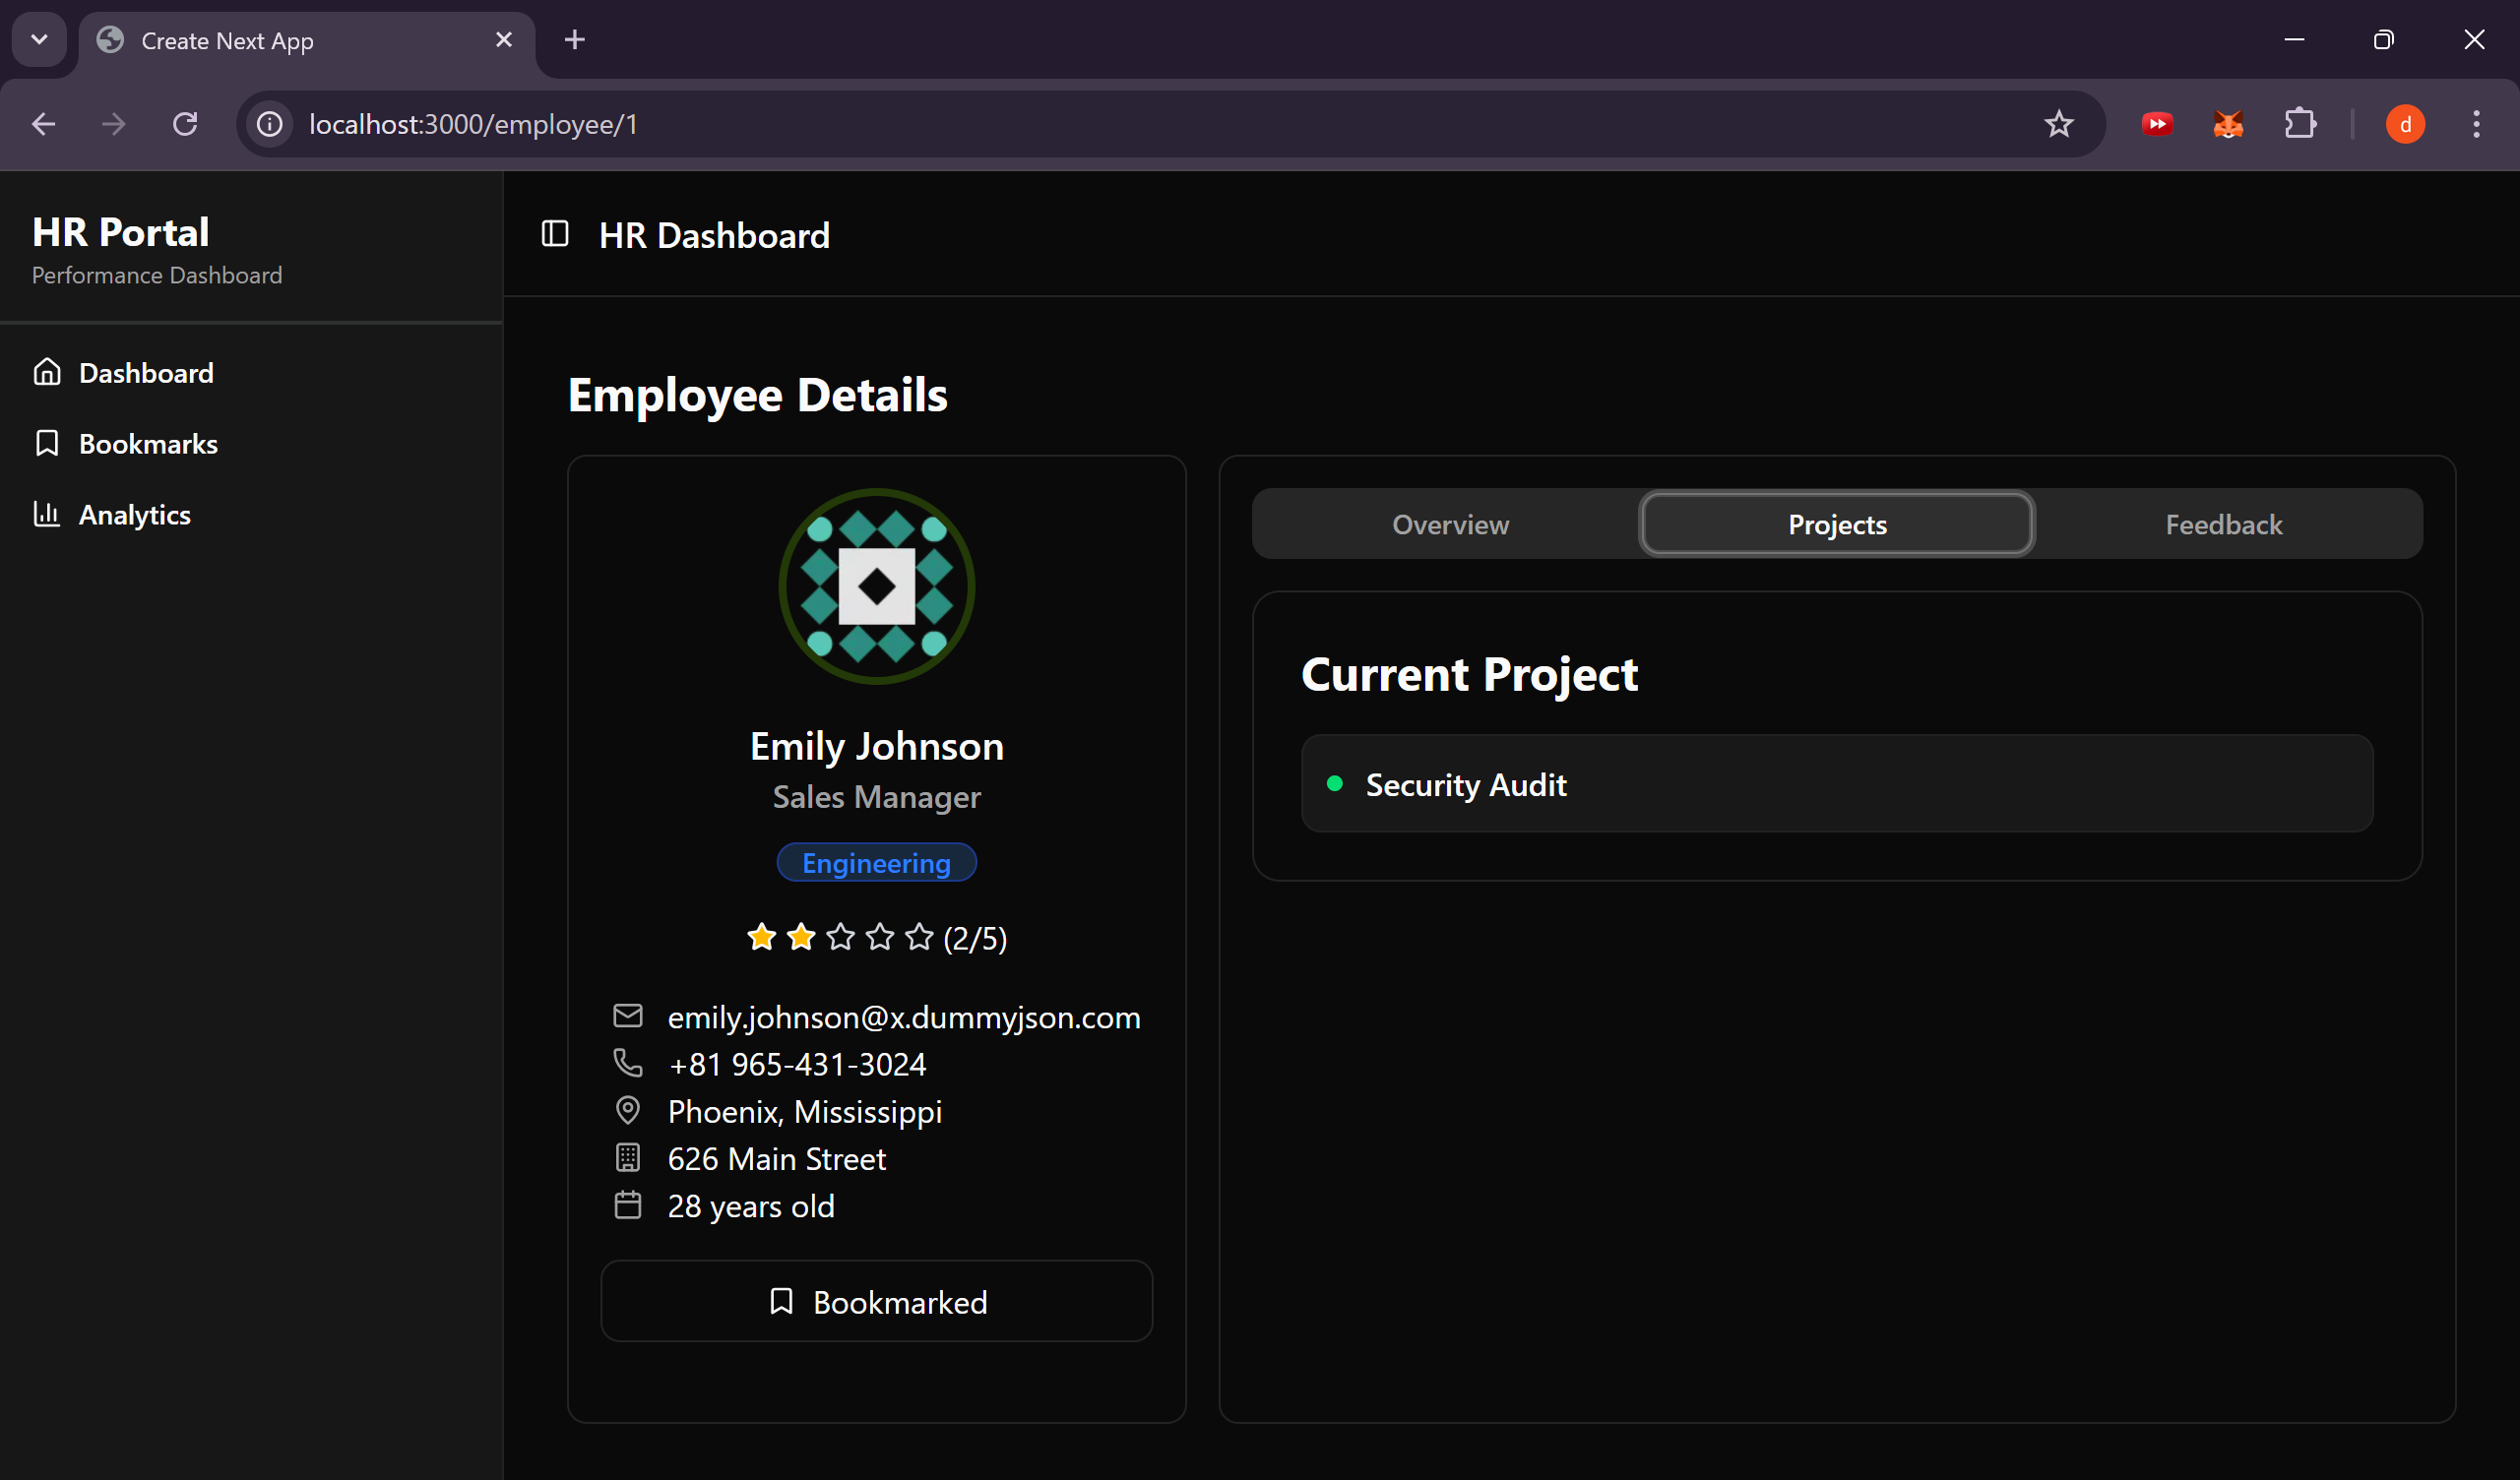 Create Next App
localhost:3000/employee/1
d
HR Portal
Performance Dashboard
Dashboard
Bookmarks
Analytics
HR Dashboard
Employee Details
Emily Johnson
Sales Manager
Engineering
(2/5)
emily.johnson@x.dummyjson.com
+81 965-431-3024
Phoenix, Mississippi
626 Main Street
28 years old
Bookmarked
Overview Projects Feedback
Current Project
Security Audit